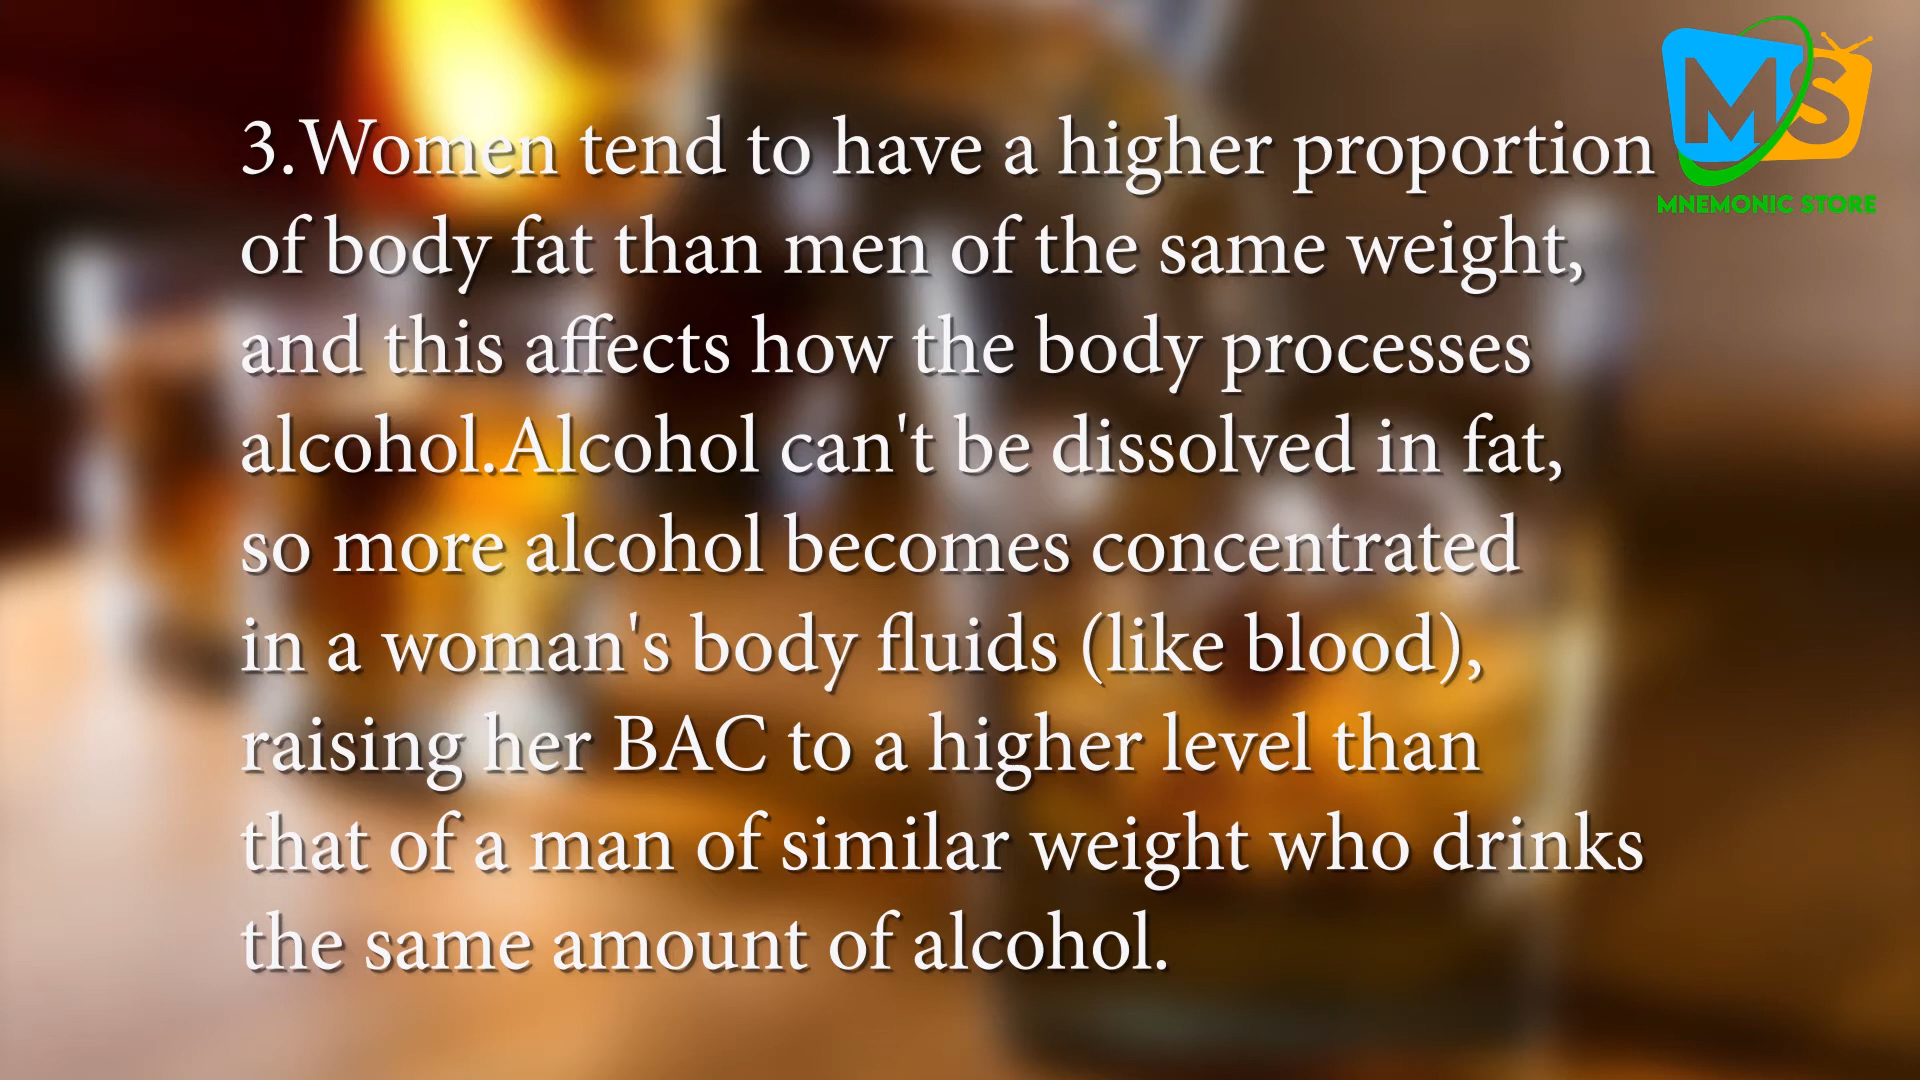 3.Women tend to have a higher proportion
of body fat than men of the same weight,
and this affects how the body processes
alcohol.Alcohol can't be dissolved in fat,
so more alcohol becomes concentrated
in a woman's body fluids (like blood),
raising her BAC to a higher level than
that of a man of similar weight who drinks
the same amount of alcohol.
MS
MNEMONIC STORE